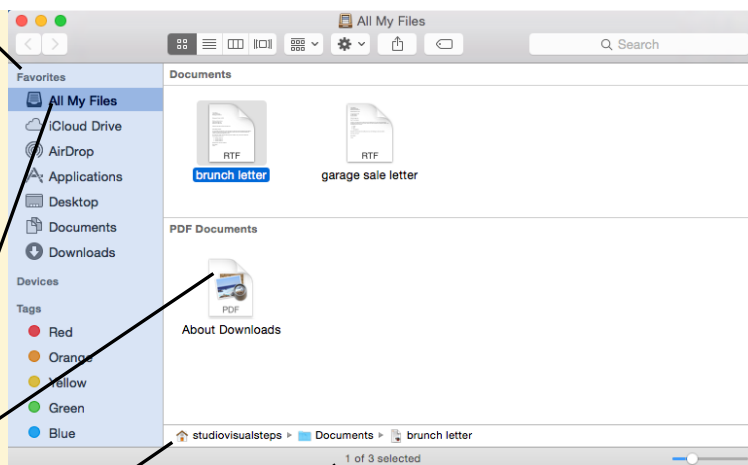 All My Files
Search
Favorites
All My Files
iCloud Drive
AirDrop
Applications
Desktop
Documents
Downloads
Devices
Tags
Red
Orange
Yellow
Green
Blue
Documents
RTF
RTF
brunch letter
garage sale letter
PDF Documents
PDF
About Downloads
studiovisualsteps ▸ Documents ▸ brunch letter
1 of 3 selected